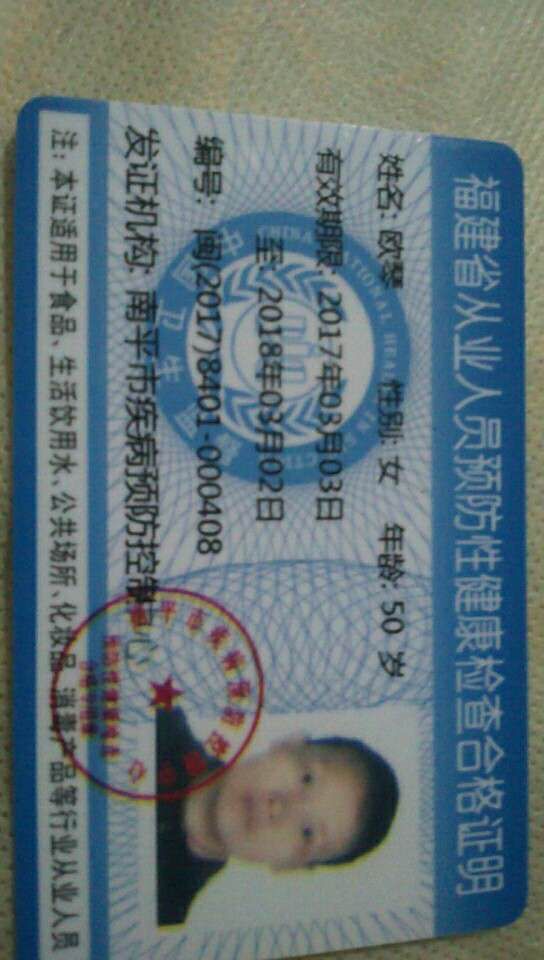 福建省从业人员预防性健康检查合格证明
姓名: 欧琴 性别: 女 年龄: 50 岁
有效期限: 2017年03月03日
至: 2018年03月02日
编号: 闽(2017)8401-000408
发证机构: 南平市疾病预防控制中心
注: 本证适用于食品、生活饮用水、公共场所、化妆品、消毒产品等行业从业人员